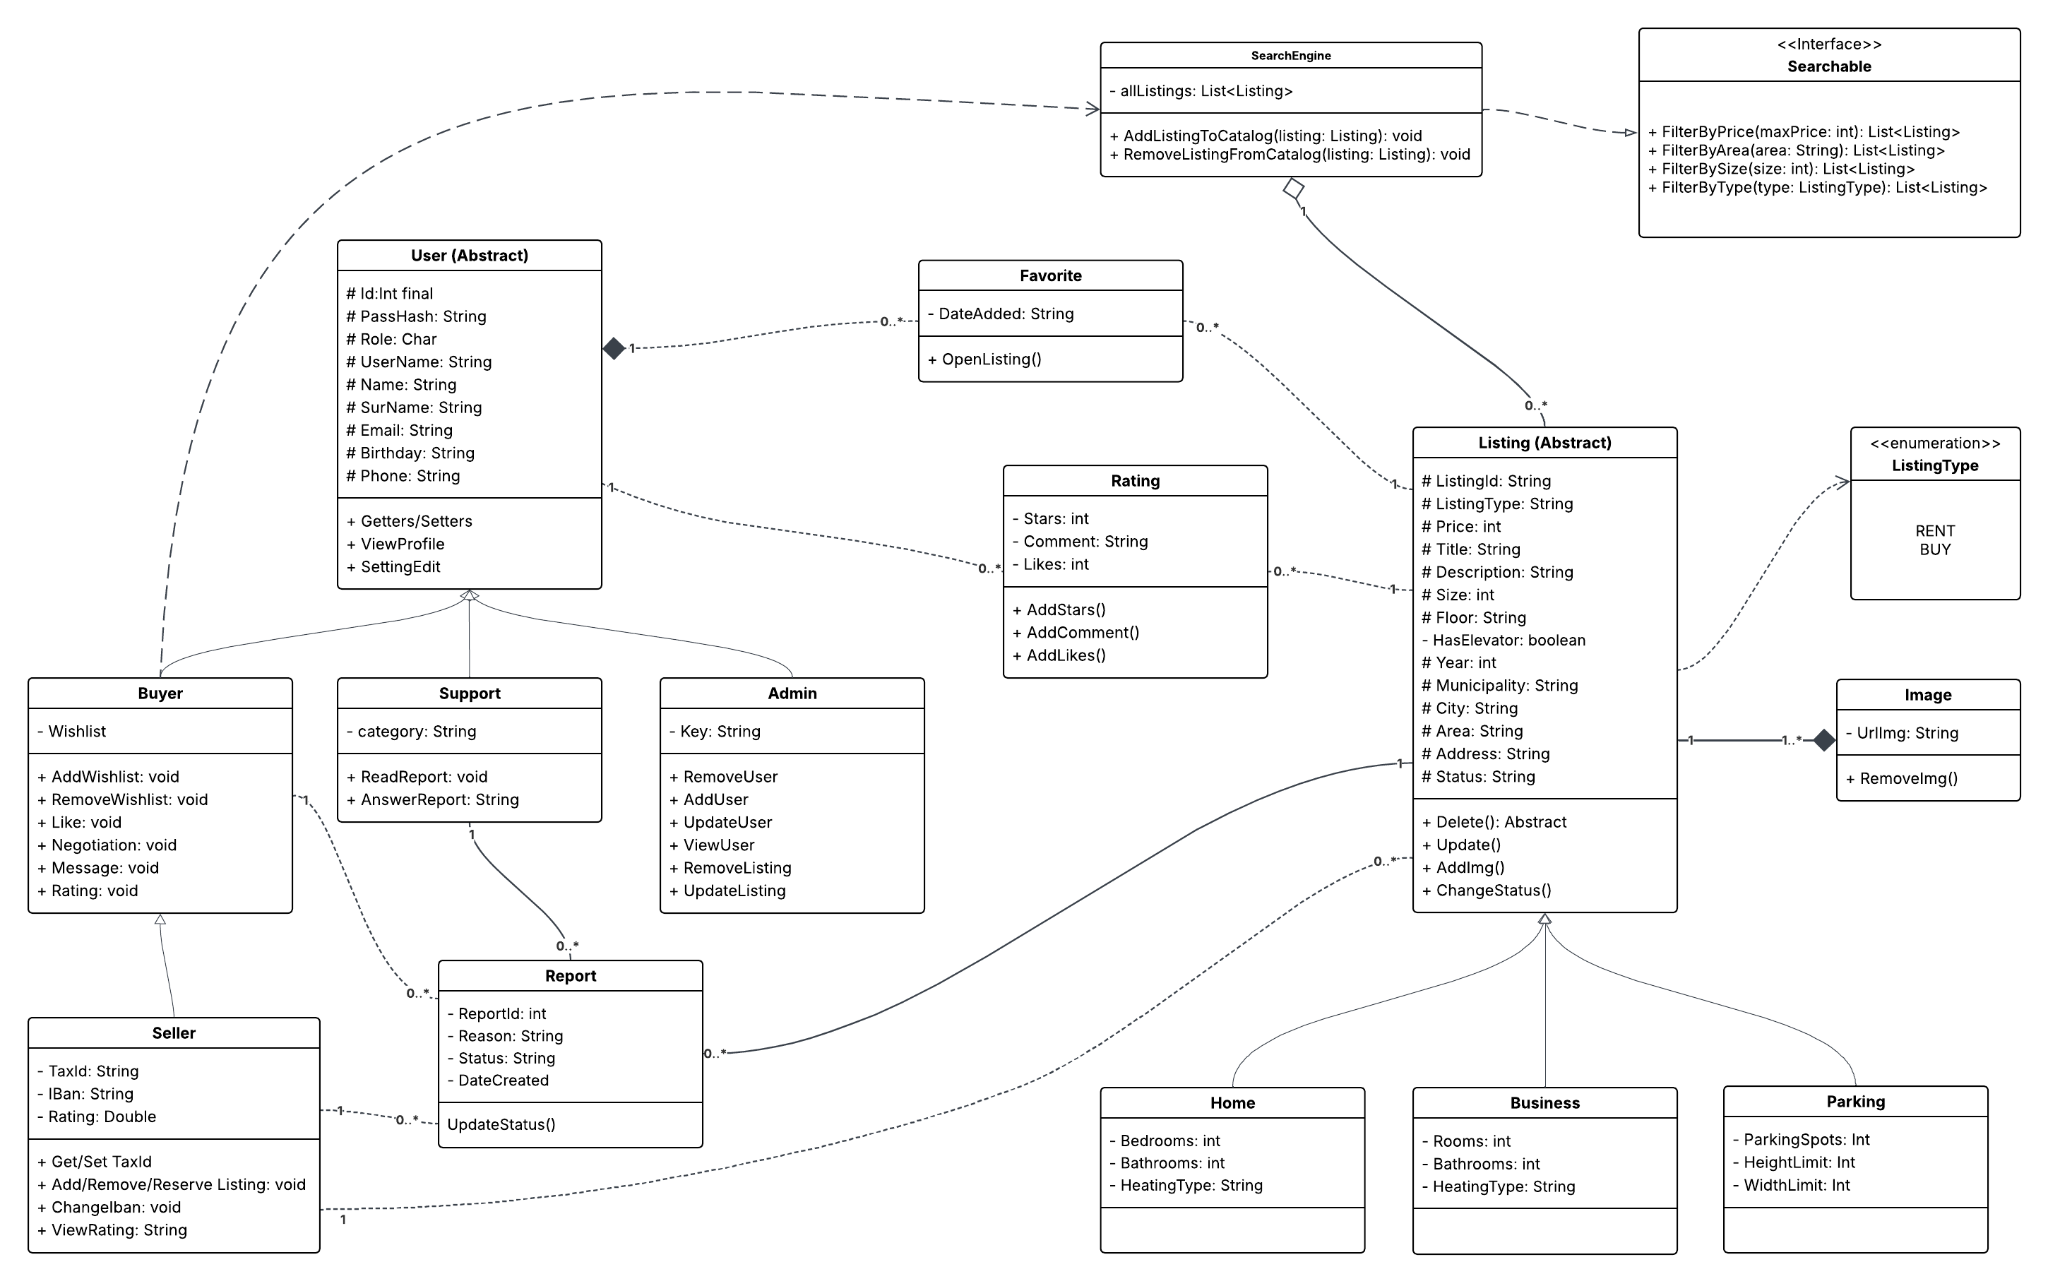 SearchEngine
- allListings: List<Listing>
+ AddListingToCatalog(listing: Listing): void
+ RemoveListingFromCatalog(listing: Listing): void
1
0..*
<<Interface>>
Searchable
+ FilterByPrice(maxPrice: int): List<Listing>
+ FilterByArea(area: String): List<Listing>
+ FilterBySize(size: int): List<Listing>
+ FilterByType(type: ListingType): List<Listing>
User (Abstract)
# Id:Int final
# PassHash: String
# Role: Char
# UserName: String
# Name: String
# SurName: String
# Email: String
# Birthday: String
# Phone: String
+ Getters/Setters
+ ViewProfile
+ SettingEdit
1
0..*
1
0..*
Favorite
- DateAdded: String
+ OpenListing()
0..*
1
Rating
- Stars: int
- Comment: String
- Likes: int
+ AddStars()
+ AddComment()
+ AddLikes()
0..*
1
Listing (Abstract)
# ListingId: String
# ListingType: String
# Price: int
# Title: String
# Description: String
# Size: int
# Floor: String
- HasElevator: boolean
# Year: int
# Municipality: String
# City: String
# Area: String
# Address: String
# Status: String
+ Delete(): Abstract
+ Update()
+ AddImg()
+ ChangeStatus()
<<enumeration>>
ListingType
RENT
BUY
1
1..*
Image
- UrlImg: String
+ RemoveImg()
Buyer
- Wishlist
+ AddWishlist: void
+ RemoveWishlist: void
+ Like: void
+ Negotiation: void
+ Message: void
+ Rating: void
1
0..*
Support
- category: String
+ ReadReport: void
+ AnswerReport: String
1
0..*
Admin
- Key: String
+ RemoveUser
+ AddUser
+ UpdateUser
+ ViewUser
+ RemoveListing
+ UpdateListing
Report
- ReportId: int
- Reason: String
- Status: String
- DateCreated
UpdateStatus()
0..*
1
Seller
- TaxId: String
- IBan: String
- Rating: Double
+ Get/Set TaxId
+ Add/Remove/Reserve Listing: void
+ ChangeIban: void
+ ViewRating: String
1
0..*
1
0..*
Home
- Bedrooms: int
- Bathrooms: int
- HeatingType: String
Business
- Rooms: int
- Bathrooms: int
- HeatingType: String
Parking
- ParkingSpots: Int
- HeightLimit: Int
- WidthLimit: Int